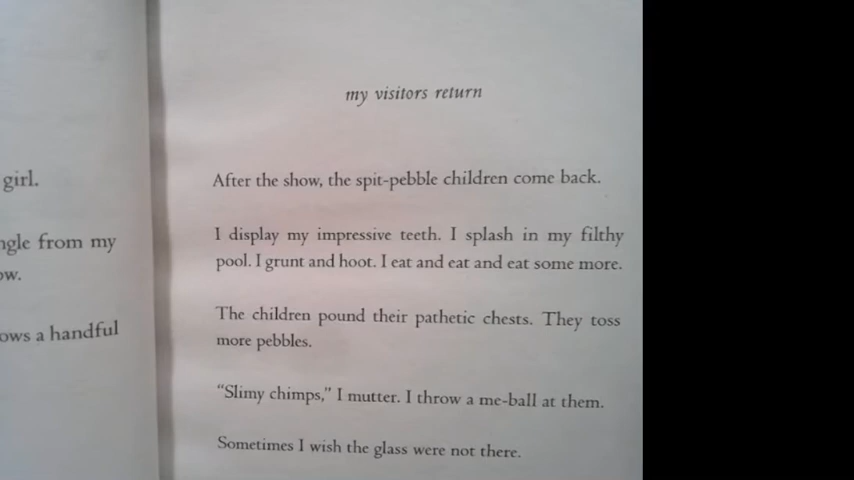 girl.
from my
a handful
my visitors return
After the show, the spit-pebble children come back.
I display my impressive teeth. I splash in my filthy
pool. I grunt and hoot. I eat and eat and eat some more.
The children pound their pathetic chests. They toss
more pebbles.
“Slimy chimps,” I mutter. I throw a me-ball at them.
Sometimes I wish the glass were not there.